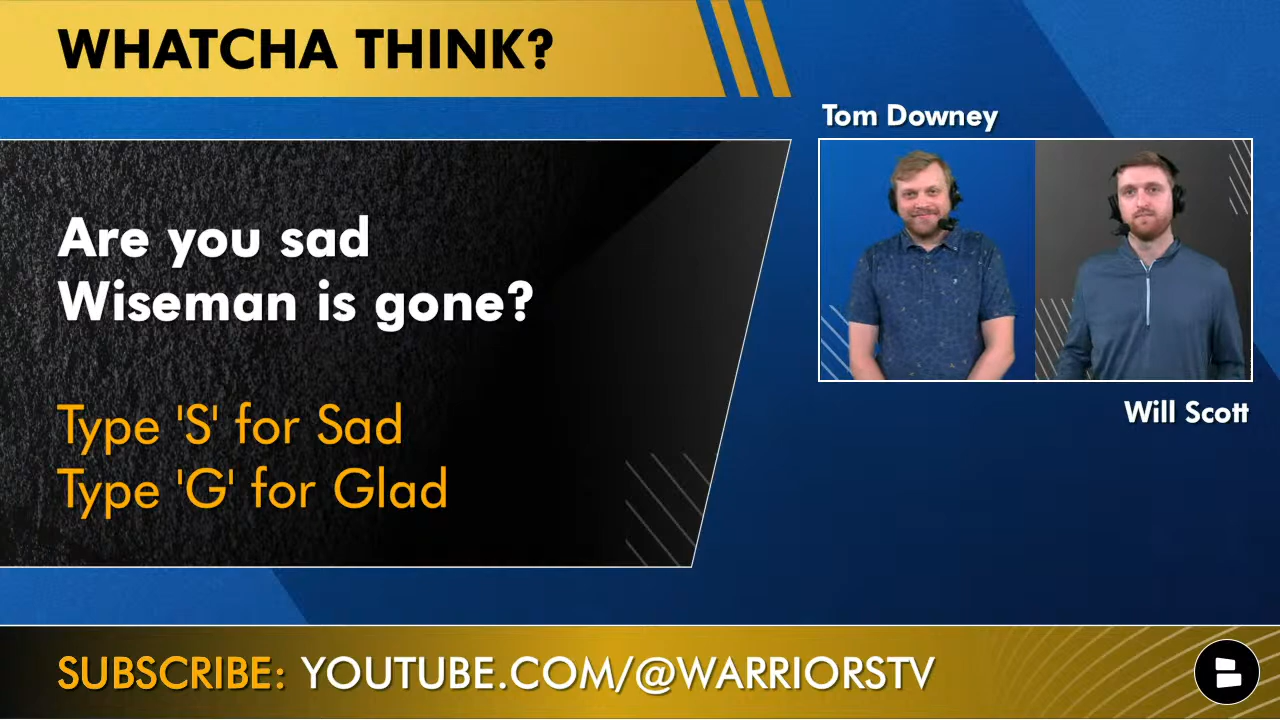 WHATCHA THINK?
Tom Downey
Are you sad
Wiseman is gone?
Type 'S' for Sad
Type 'G' for Glad
Will Scott
SUBSCRIBE: YOUTUBE.COM/@WARRIORSTV